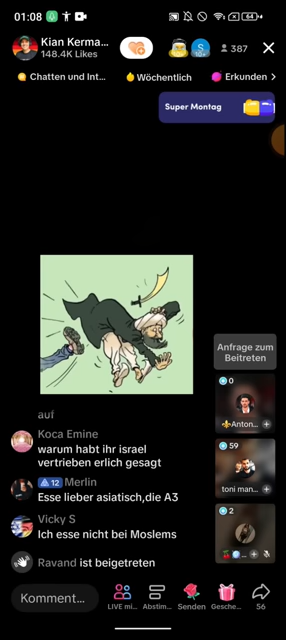 01:08
64
Kian Kerma...
148.4K Likes
S
10+
387
Chatten und Int...
Wöchentlich
Erkunden
Super Montag
Anfrage zum
Beitreten
0
Anton...
59
toni man...
2
auf
Koca Emine
warum habt ihr israel
vertrieben erlich gesagt
12 Merlin
Esse lieber asiatisch,die A3
Vicky S
Ich esse nicht bei Moslems
Ravand ist beigetreten
Komment...
LIVE mi...
Abstim...
Senden
Gesche...
56